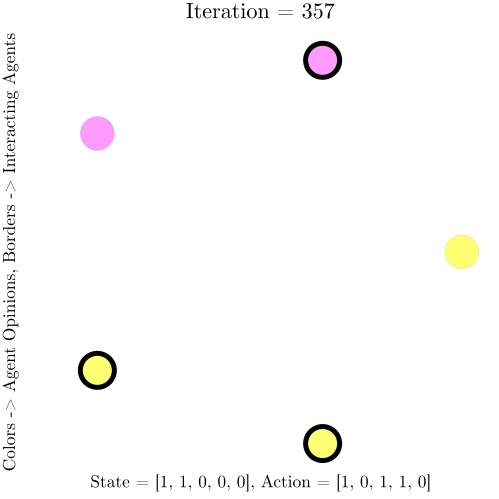 Iteration = 357
Colors -> Agent Opinions, Borders -> Interacting Agents
State = [1, 1, 0, 0, 0], Action = [1, 0, 1, 1, 0]